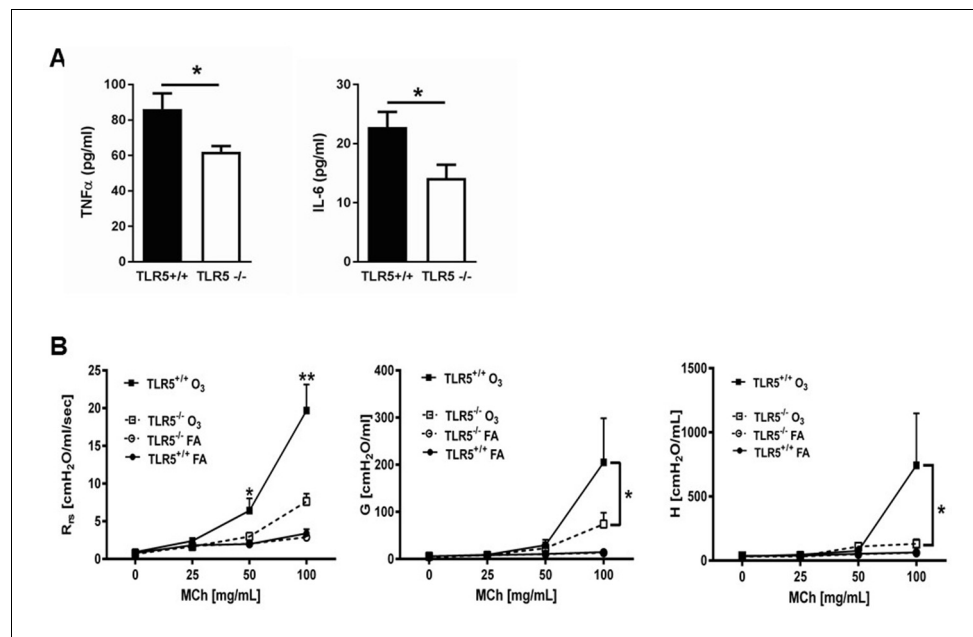 A
*
100
80
60
40
20
0
TNFα (pg/ml)
TLR5+/+ TLR5 -/-
*
30
20
10
0
IL-6 (pg/ml)
TLR5+/+ TLR5 -/-
B
25
20
15
10
5
0
Rrs [cmH2O/ml/sec]
TLR5+/+ O3
TLR5-/- O3
TLR5-/- FA
TLR5+/+ FA
*
**
0 25 50 100
MCh [mg/mL]
400
300
200
100
0
G [cmH2O/ml]
TLR5+/+ O3
TLR5-/- O3
TLR5-/- FA
TLR5+/+ FA
*
0 25 50 100
MCh [mg/mL]
1500
1000
500
0
H [cmH2O/mL]
TLR5+/+ O3
TLR5-/- O3
TLR5-/- FA
TLR5+/+ FA
*
0 25 50 100
MCh [mg/mL]